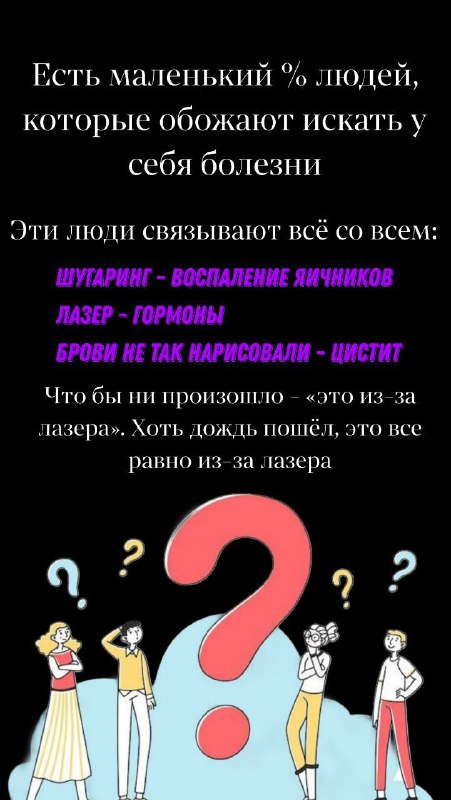 Есть маленький % людей,
которые обожают искать у
себя болезни
Эти люди связывают всё со всем:
ШУГАРИНГ - ВОСПАЛЕНИЕ ЯИЧНИКОВ
ЛАЗЕР - ГОРМОНЫ
БРОВИ НЕ ТАК НАРИСОВАЛИ - ЦИСТИТ
Что бы ни произошло - «это из-за
лазера». Хоть дождь пошёл, это все
равно из-за лазера